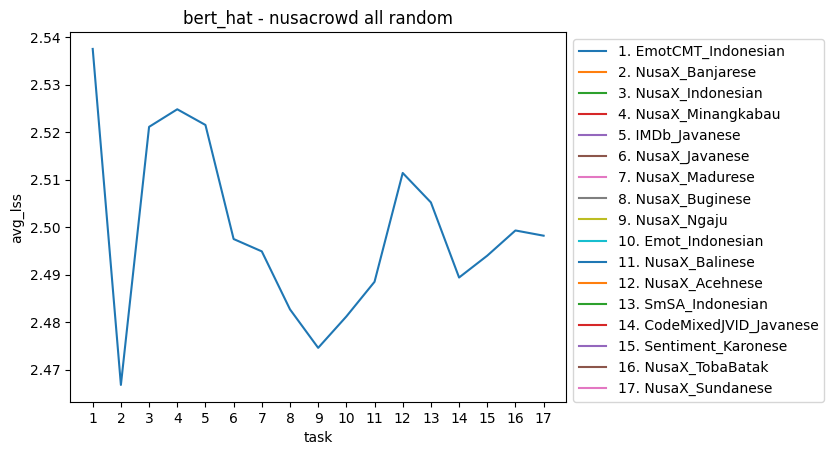 bert_hat - nusacrowd all random
2.54
2.53
2.52
2.51
2.50
2.49
2.48
2.47
avg_lss
1 2 3 4 5 6 7 8 9 10 11 12 13 14 15 16 17
task
1. EmotCMT_Indonesian
2. NusaX_Banjarese
3. NusaX_Indonesian
4. NusaX_Minangkabau
5. IMDb_Javanese
6. NusaX_Javanese
7. NusaX_Madurese
8. NusaX_Buginese
9. NusaX_Ngaju
10. Emot_Indonesian
11. NusaX_Balinese
12. NusaX_Acehnese
13. SmSA_Indonesian
14. CodeMixedJVID_Javanese
15. Sentiment_Karonese
16. NusaX_TobaBatak
17. NusaX_Sundanese